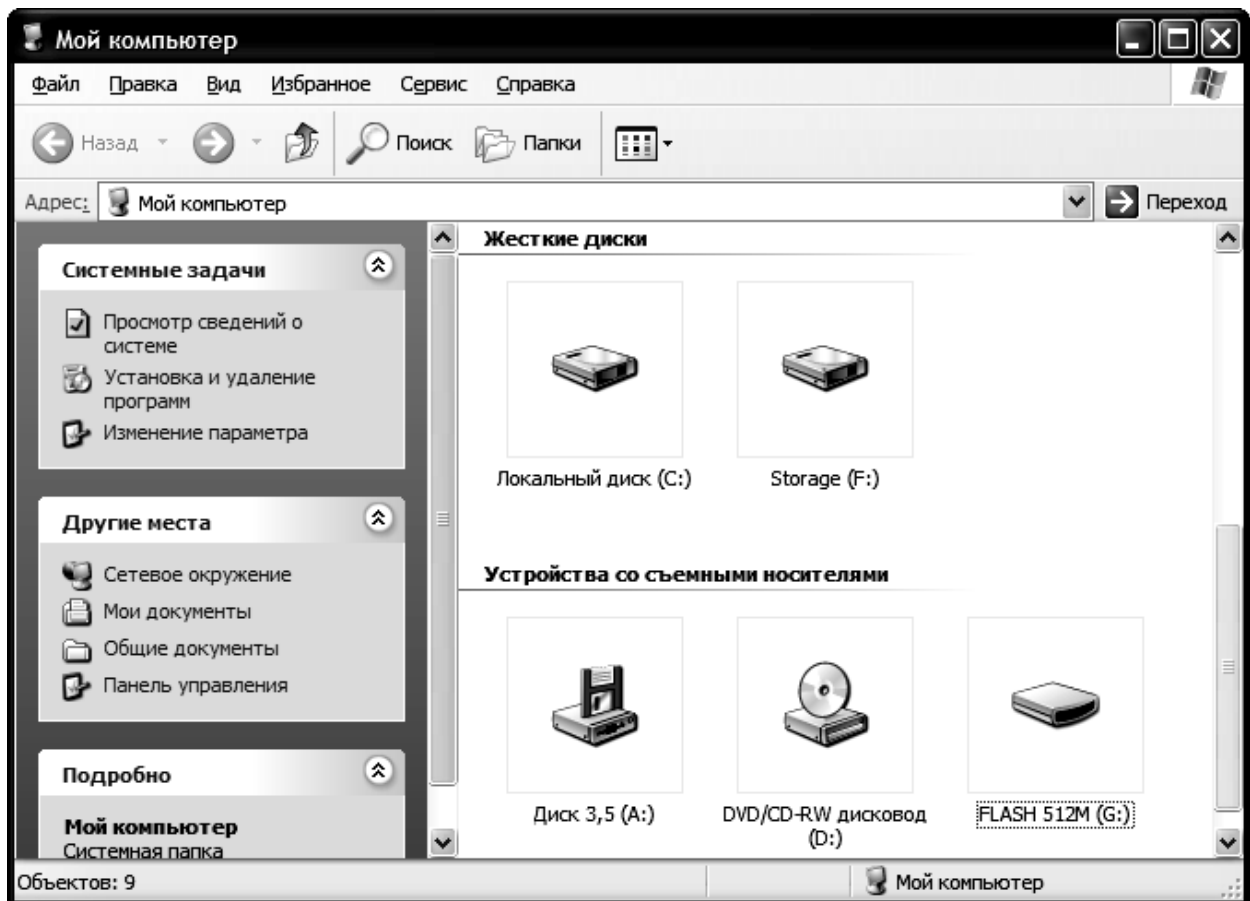 Мой компьютер
Файл Правка Вид Избранное Сервис Справка
Назад Поиск Папки
Адрес: Мой компьютер Переход
Системные задачи
Просмотр сведений о
системе
Установка и удаление
программ
Изменение параметра
Другие места
Сетевое окружение
Мои документы
Общие документы
Панель управления
Подробно
Мой компьютер
Системная папка
Жесткие диски
Локальный диск (C:)
Storage (F:)
Устройства со съемными носителями
Диск 3,5 (A:)
DVD/CD-RW дисковод
(D:)
FLASH 512M (G:)
Объектов: 9
Мой компьютер